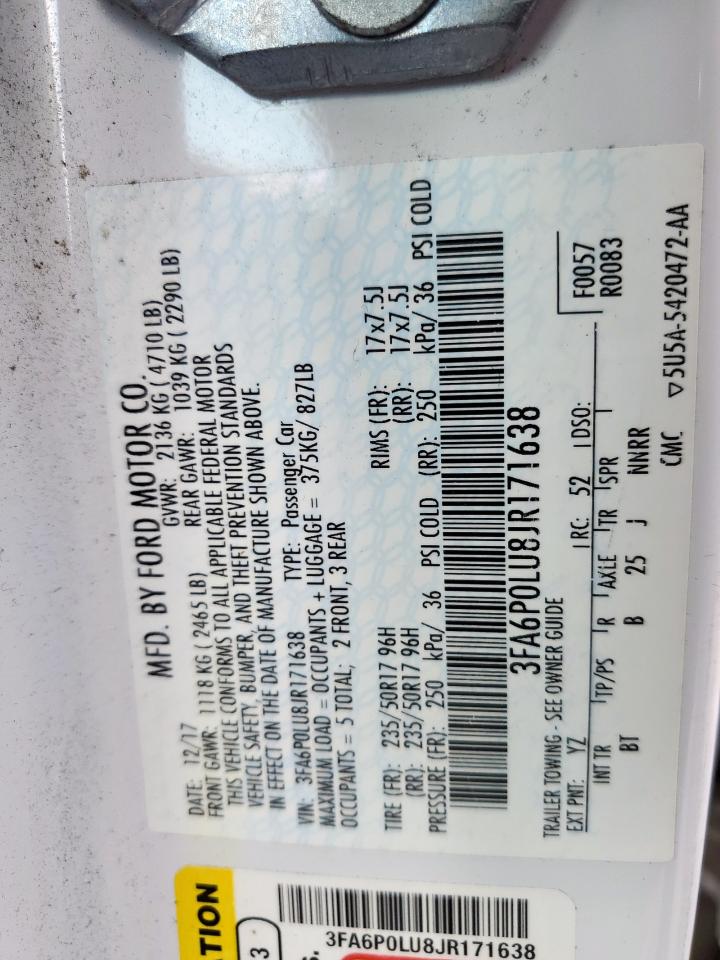 MFD. BY FORD MOTOR CO.
DATE: 12/17 GVWR: 2136 KG ( 4710 LB)
FRONT GAWR: 1118 KG ( 2465 LB) REAR GAWR: 1039 KG ( 2290 LB)
THIS VEHICLE CONFORMS TO ALL APPLICABLE FEDERAL MOTOR
VEHICLE SAFETY, BUMPER, AND THEFT PREVENTION STANDARDS
IN EFFECT ON THE DATE OF MANUFACTURE SHOWN ABOVE.
VIN: 3FA6P0LU8JR171638 TYPE: Passenger Car
MAXIMUM LOAD = OCCUPANTS + LUGGAGE = 375KG/ 827LB
OCCUPANTS = 5 TOTAL; 2 FRONT, 3 REAR
TIRE (FR): 235/50R17 96H RIMS (FR): 17x7.5J
(RR): 235/50R17 96H (RR): 17x7.5J
PRESSURE (FR): 250 kPa/ 36 PSI COLD (RR): 250 kPa/ 36 PSI COLD
3FA6P0LU8JR171638
F0057
R0083
TRAILER TOWING - SEE OWNER GUIDE
EXT PNT: YZ RC: 52 DSO:
INT TR TP/PS R AXLE TR SPR
BT B 25 J NNRR
CMC ▽5U5A-5420472-AA
ATION
3
S.
3FA6P0LU8JR171638